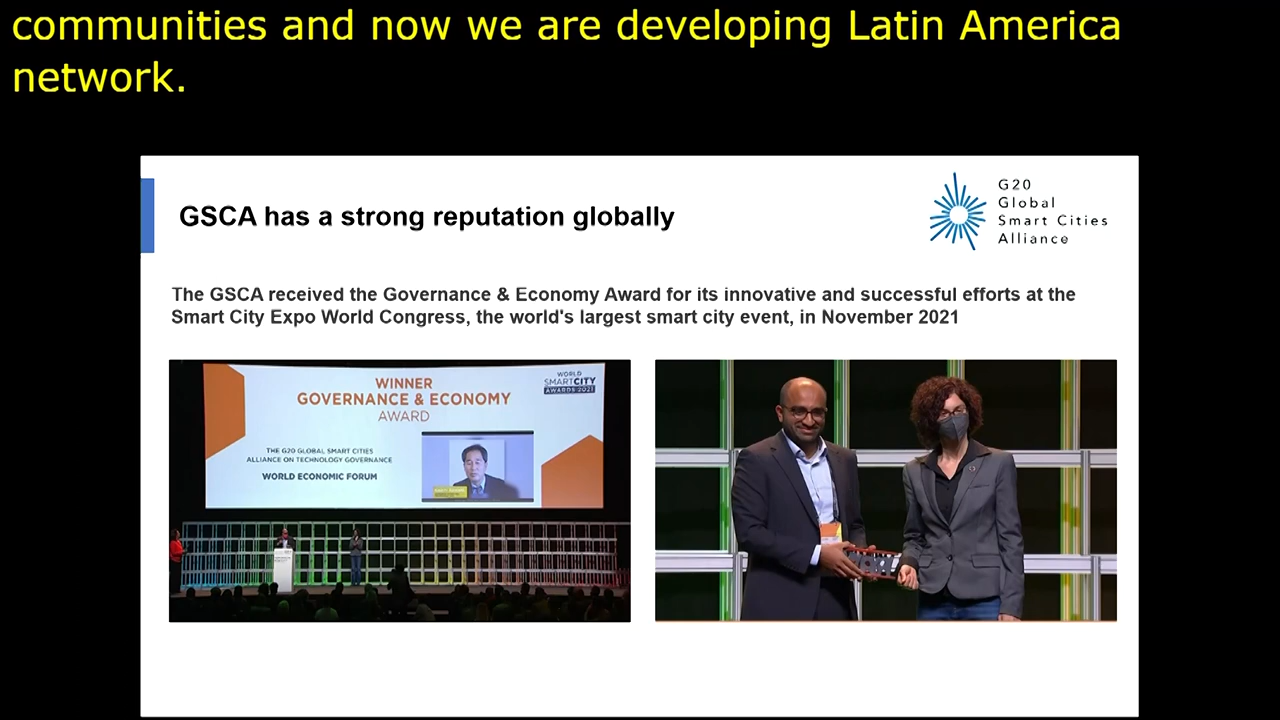 communities and now we are developing Latin America
network.
GSCA has a strong reputation globally
G20
Global
Smart Cities
Alliance
The GSCA received the Governance & Economy Award for its innovative and successful efforts at the
Smart City Expo World Congress, the world's largest smart city event, in November 2021
WINNER
GOVERNANCE & ECONOMY
AWARD
WORLD
SMARTCITY
AWARDS 2021
THE G20 GLOBAL SMART CITIES
ALLIANCE ON TECHNOLOGY GOVERNANCE
WORLD ECONOMIC FORUM